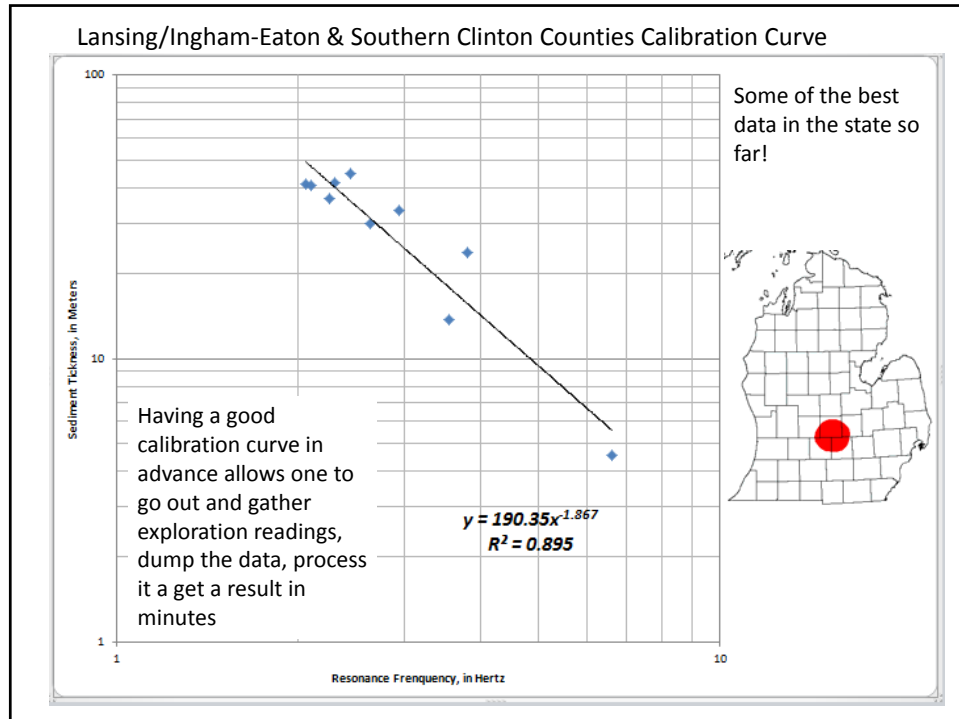 Lansing/Ingham-Eaton & Southern Clinton Counties Calibration Curve
100
10
1
Sediment Tickness, in Meters
Having a good
calibration curve in
advance allows one to
go out and gather
exploration readings,
dump the data, process
it a get a result in
minutes
y = 190.35x^-1.867
R² = 0.895
1
10
Resonance Frenquency, in Hertz
Some of the best
data in the state so
far!